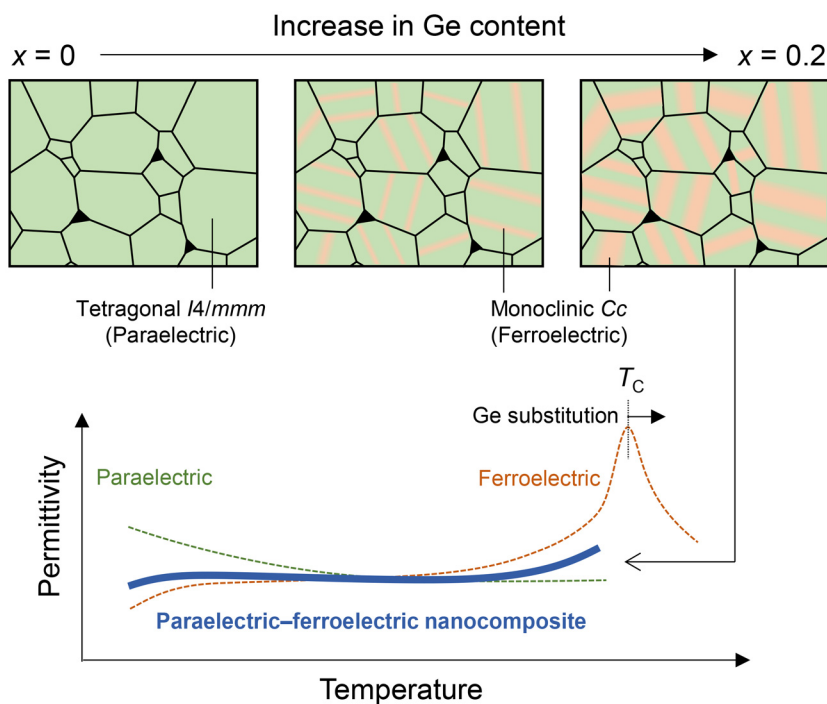 Increase in Ge content
x = 0
x = 0.2
Tetragonal I4/mmm
(Paraelectric)
Monoclinic Cc
(Ferroelectric)
TC
Ge substitution
Paraelectric
Ferroelectric
Permittivity
Paraelectric–ferroelectric nanocomposite
Temperature